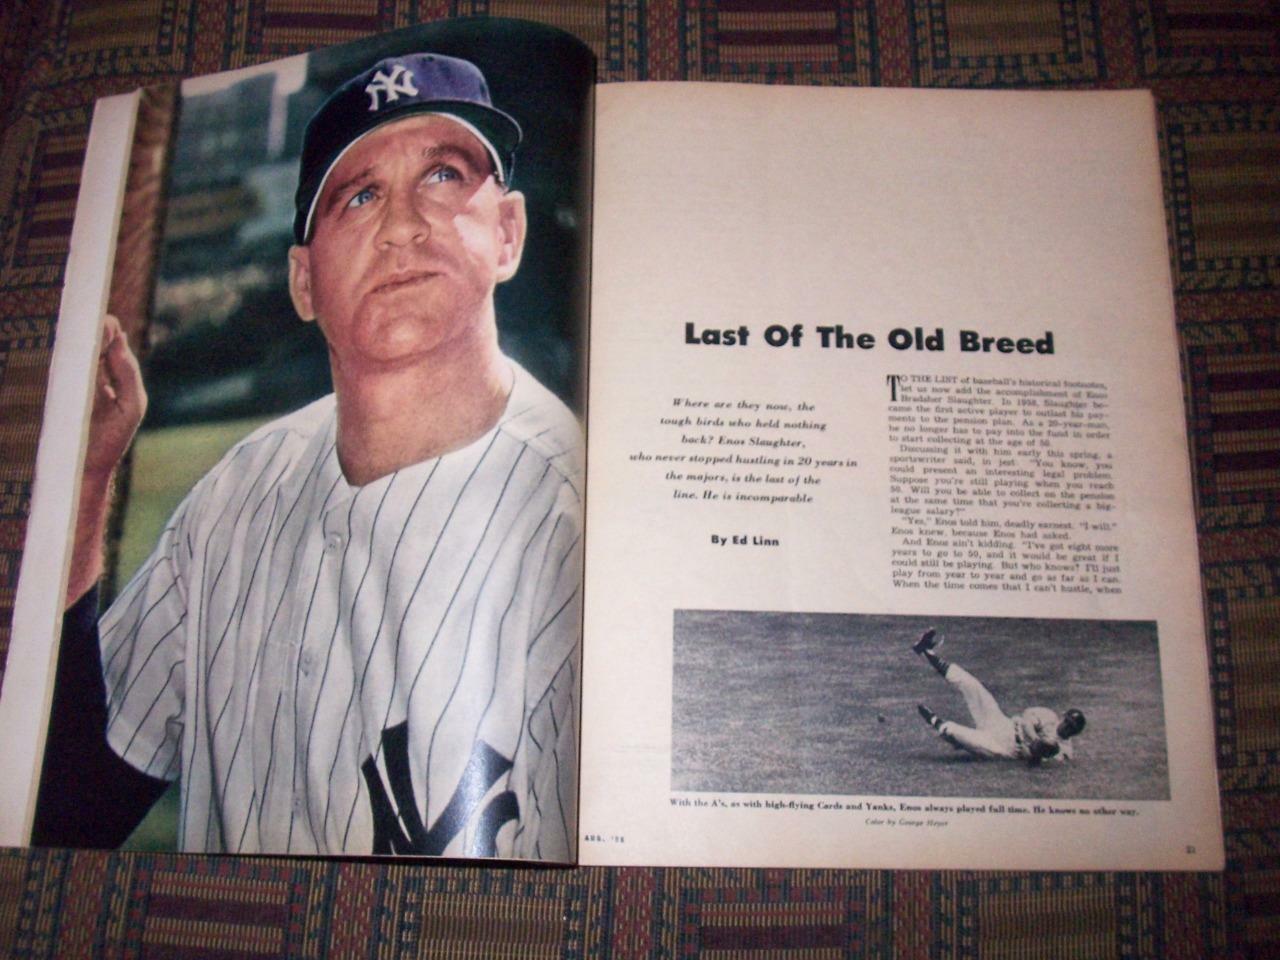 NY
NY
Last Of The Old Breed
Where are they now, the
tough birds who held nothing
back? Enos Slaughter,
who never stopped hustling in 20 years in
the majors, is the last of the
line. He is incomparable
By Ed Linn
TO THE LIST of baseball's historical footnotes,
let us now add the accomplishment of Enos
Bradsher Slaughter. In 1958, Slaughter be-
came the first active player to outlast his pay-
ments to the pension plan. As a 20-year-man,
he no longer has to pay into the fund in order
to start collecting at the age of 50.
Discussing it with him early this spring, a
sportswriter said, in jest: "You know, you
could present an interesting legal problem.
Suppose you're still playing when you reach
50. Will you be able to collect on the pension
at the same time that you're collecting a big-
league salary?"
"Yes," Enos told him, deadly earnest. "I will."
Enos knew, because Enos had asked.
And Enos ain't kidding. "I've got eight more
years to go to 50, and it would be great if I
could still be playing. But who knows? I'll just
play from year to year and go as far as I can.
When the time comes that I can't hustle, when
With the A's, as with high-flying Cards and Yanks, Enos always played full time. He knows no other way.
Color by George Heyer
AUG., '58